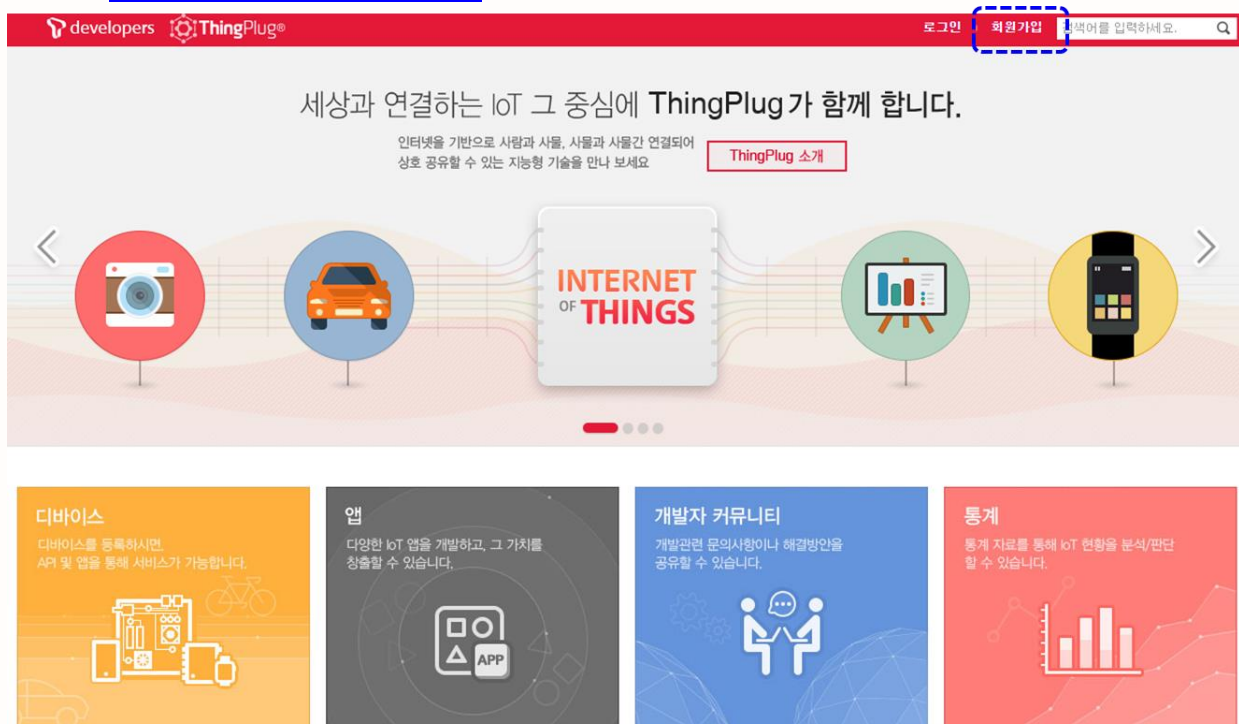 developers ThingPlug®
로그인 회원가입 검색어를 입력하세요.
세상과 연결하는 IoT 그 중심에 ThingPlug가 함께 합니다.
인터넷을 기반으로 사람과 사물, 사물과 사물간 연결되어
상호 공유할 수 있는 지능형 기술을 만나 보세요
ThingPlug 소개
INTERNET
OF THINGS
디바이스
디바이스를 등록하시면,
API 및 앱을 통해 서비스가 가능합니다.
앱
다양한 IoT 앱을 개발하고, 그 가치를
창출할 수 있습니다.
APP
개발자 커뮤니티
개발관련 문의사항이나 해결방안을
공유할 수 있습니다.
통계
통계 자료를 통해 IoT 현황을 분석/판단
할 수 있습니다.